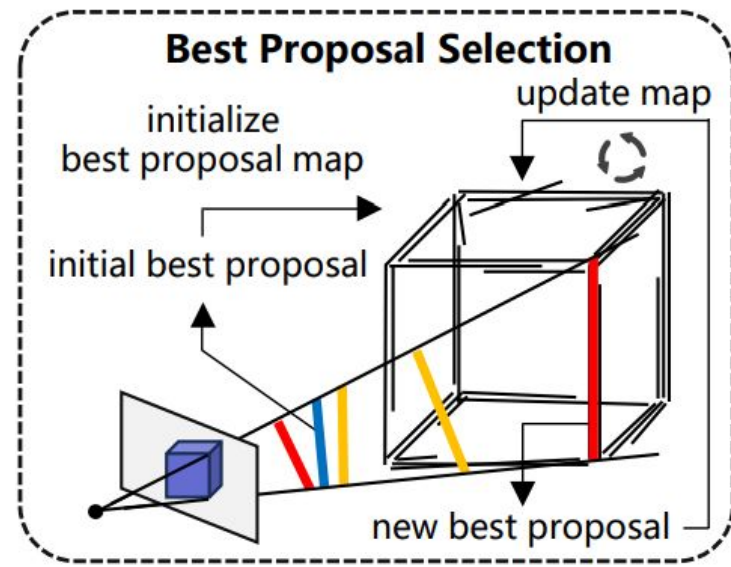 Best Proposal Selection
update map
initialize
best proposal map
initial best proposal
new best proposal